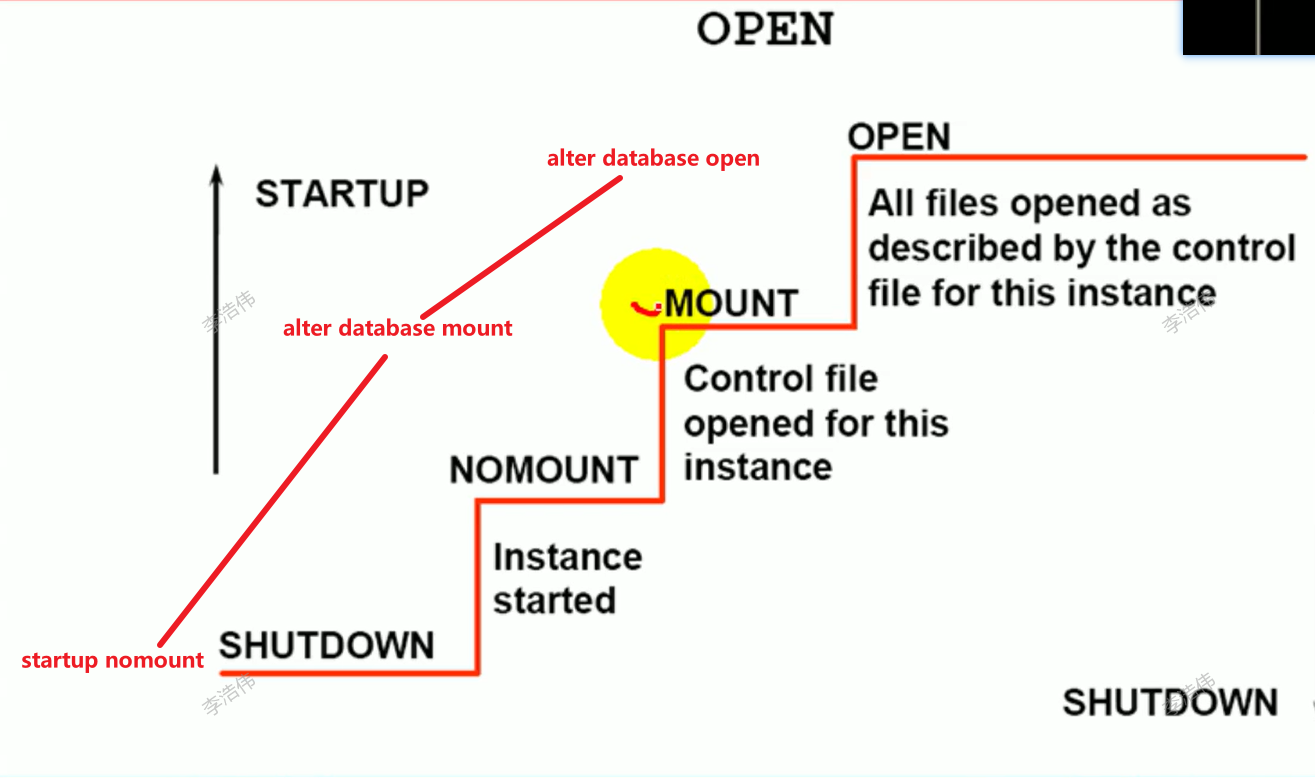 OPEN
OPEN
alter database open
STARTUP
All files opened as
described by the control
file for this instance
MOUNT
李浩伟
李浩伟
alter database mount
Control file
opened for this
instance
NOMOUNT
Instance
started
SHUTDOWN
startup nomount
李浩伟
李浩伟
SHUTDOWN